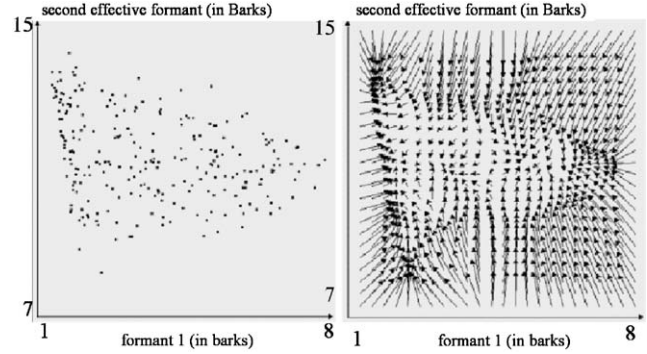 second effective formant (in Barks)
15
7
1
formant 1 (in barks)
8
second effective formant (in Barks)
15
7
1
formant 1 (in barks)
8